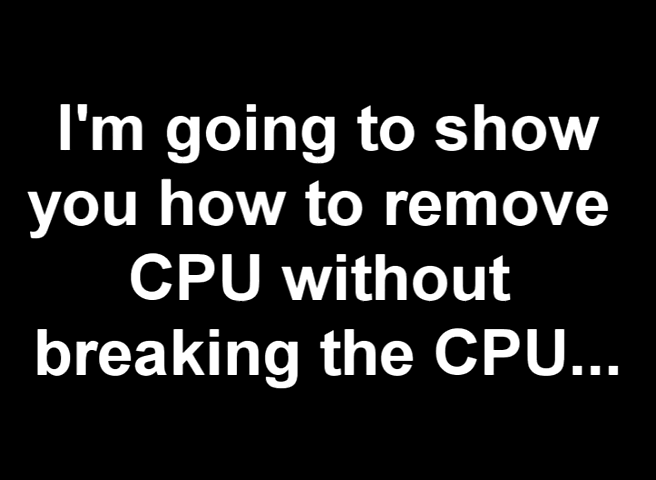 I'm going to show
you how to remove
CPU without
breaking the CPU...